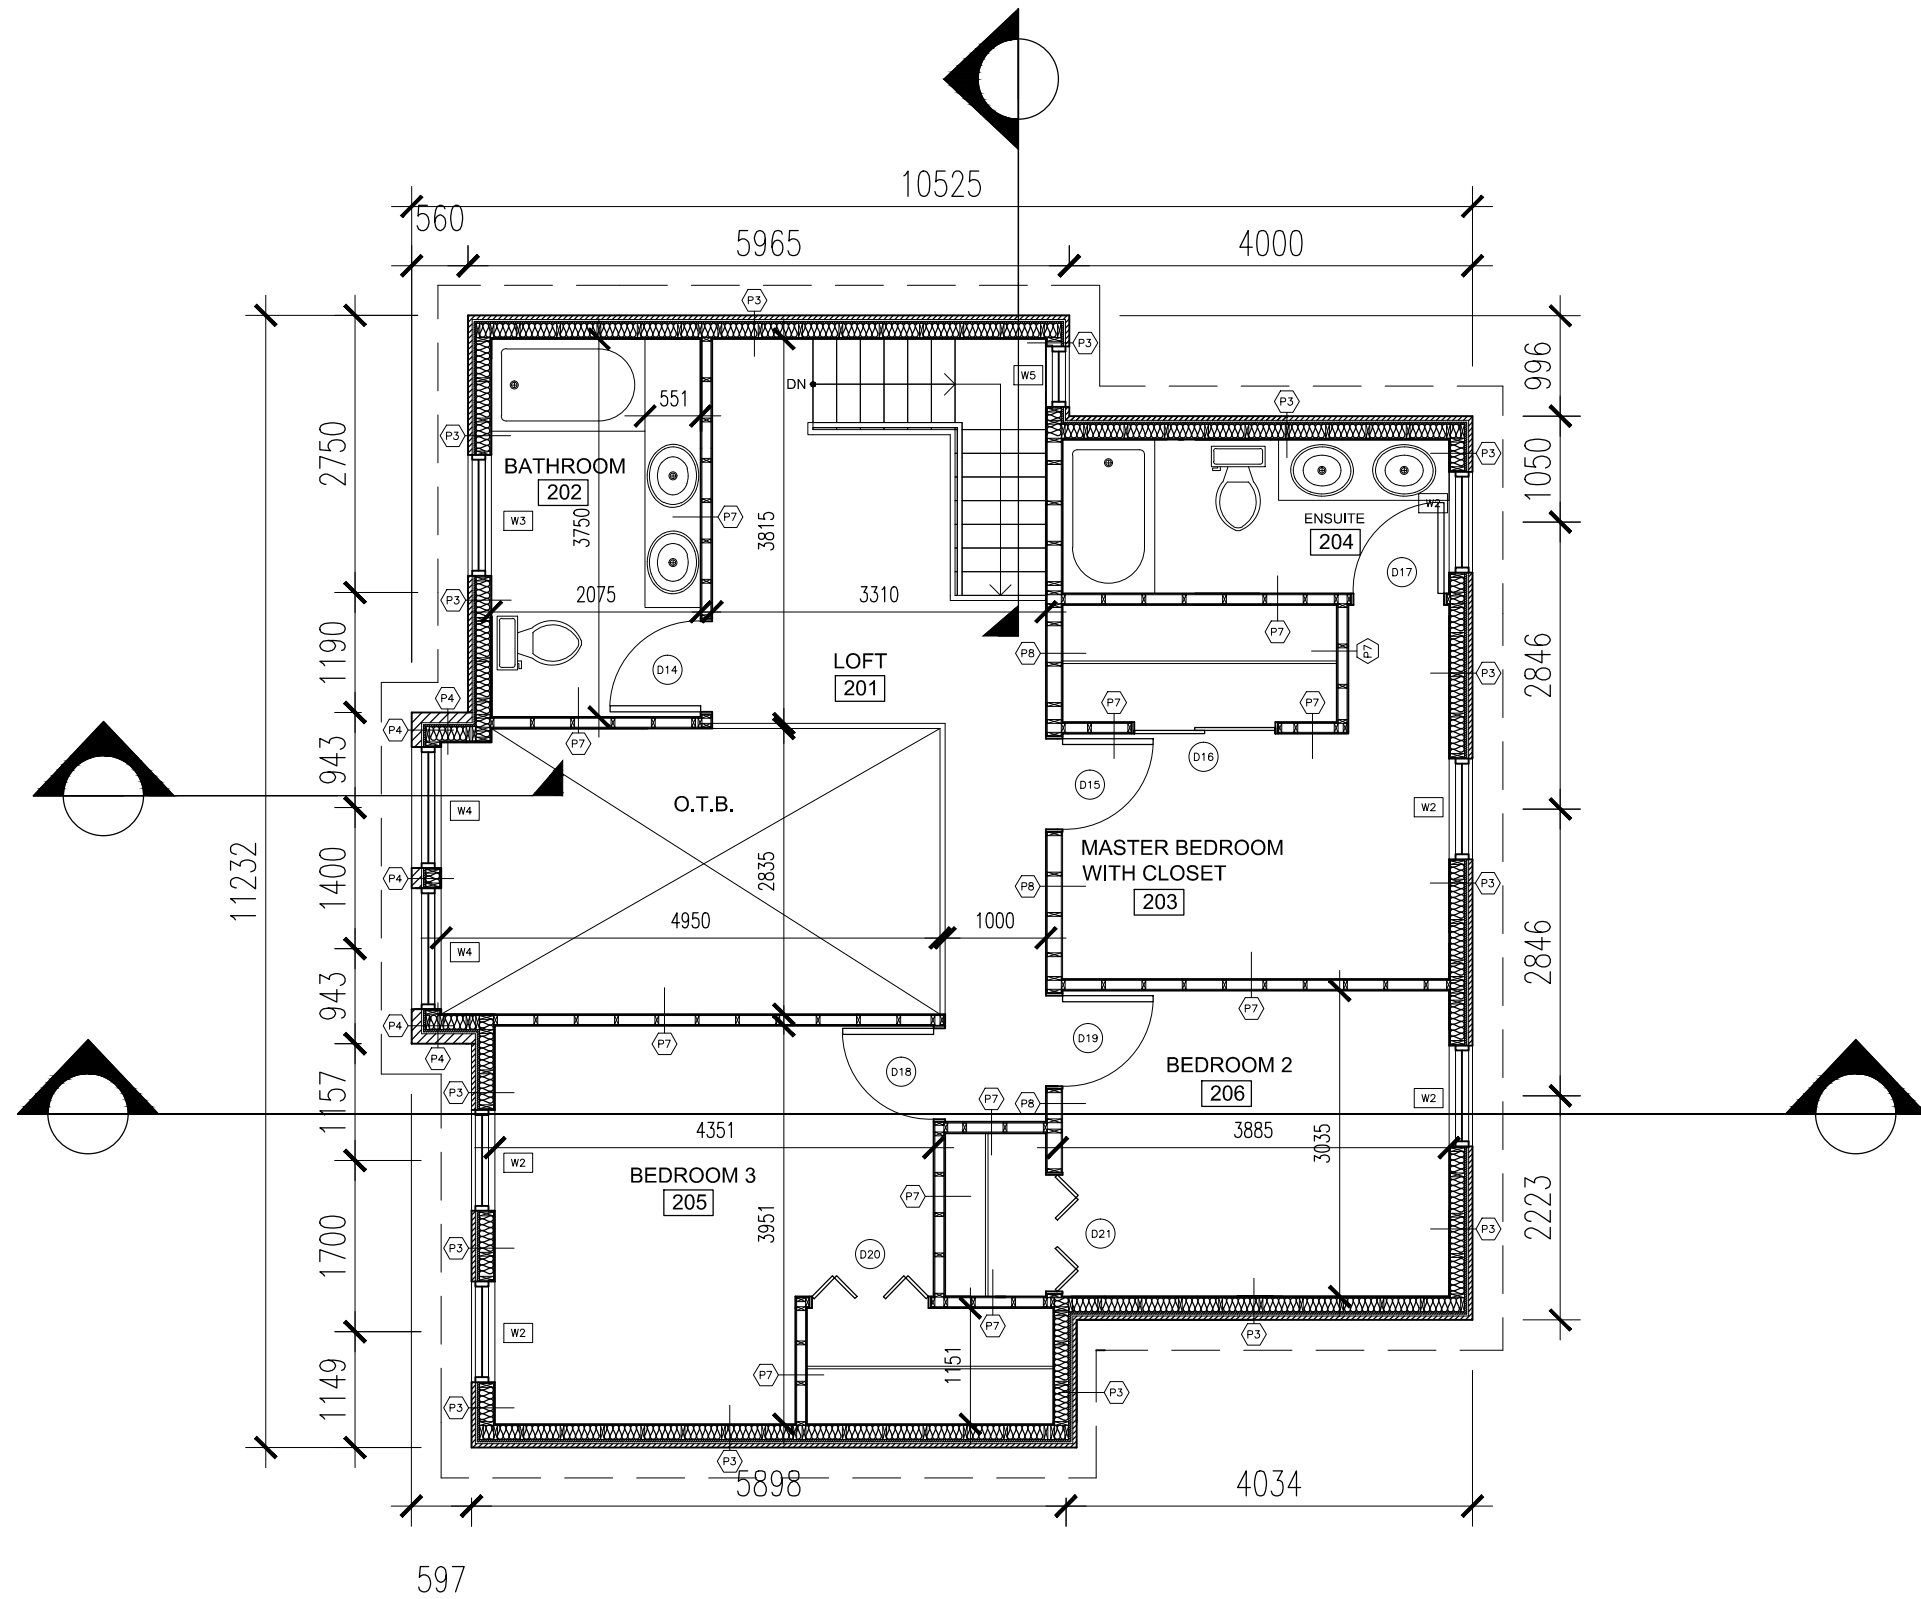 10525
560
5965
4000
P3
P3
996
DN
W5
551
P3
P3
P3
2750
BATHROOM
202
1050
W3
3750
P7
3815
W2
ENSUITE
204
D17
P3
2075
3310
1190
P7
P8
P7
D14
LOFT
201
P3
2846
P4
P4
P7
P7
P7
943
D16
D15
O.T.B.
W4
W2
11232
1400
P4
2835
MASTER BEDROOM
WITH CLOSET
203
P8
P3
4950
1000
W4
2846
943
P7
P4
P4
P7
D19
D18
BEDROOM 2
206
P3
P7
P8
W2
1157
4351
3885
3035
W2
BEDROOM 3
205
P7
2223
1700
3951
P3
D20
D21
P3
W2
P7
P3
1151
1149
P7
P3
P3
P3
5898
4034
597